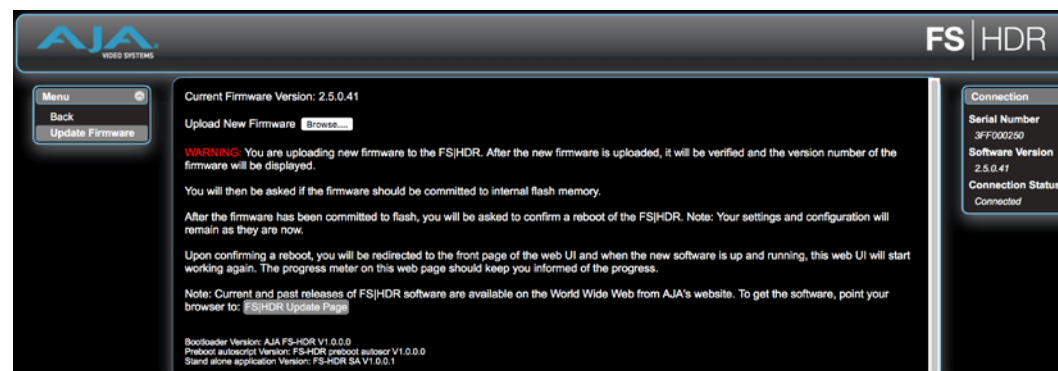 AJA
VIDEO SYSTEMS
FS|HDR
Menu
Back
Update Firmware
Current Firmware Version: 2.5.0.41
Upload New Firmware Browse....
WARNING: You are uploading new firmware to the FS|HDR. After the new firmware is uploaded, it will be verified and the version number of the
firmware will be displayed.
You will then be asked if the firmware should be committed to internal flash memory.
After the firmware has been committed to flash, you will be asked to confirm a reboot of the FS|HDR. Note: Your settings and configuration will
remain as they are now.
Upon confirming a reboot, you will be redirected to the front page of the web UI and when the new software is up and running, this web UI will start
working again. The progress meter on this web page should keep you informed of the progress.
Note: Current and past releases of FS|HDR software are available on the World Wide Web from AJA's website. To get the software, point your
browser to: FS|HDR Update Page
Bootloader Version: AJA FS-HDR V1.0.0.0
Preboot autoscript Version: FS-HDR preboot autoscr V1.0.0.0
Stand alone application Version: FS-HDR SA V1.0.0.1
Connection
Serial Number
3FF000250
Software Version
2.5.0.41
Connection Status
Connected